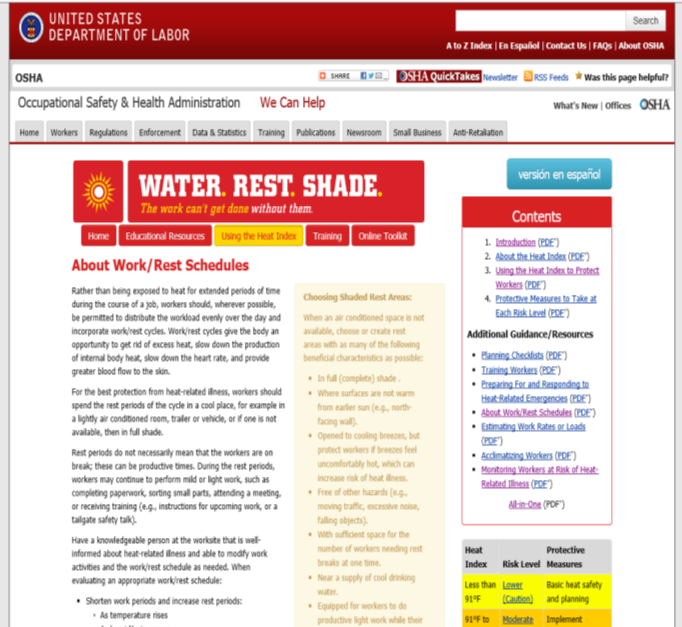 UNITED STATES
DEPARTMENT OF LABOR
Search
A to Z Index | En Español | Contact Us | FAQs | About OSHA
OSHA
SHARE
OSHA QuickTakes Newsletter RSS Feeds Was this page helpful?
Occupational Safety & Health Administration We Can Help
What's New | Offices OSHA
Home Workers Regulations Enforcement Data & Statistics Training Publications Newsroom Small Business Anti-Retaliation
WATER. REST. SHADE.
The work can't get done without them.
Home Educational Resources Using the Heat Index Training Online Toolkit
About Work/Rest Schedules
Rather than being exposed to heat for extended periods of time
during the course of a job, workers should, wherever possible,
be permitted to distribute the workload evenly over the day and
incorporate work/rest cycles. Work/rest cycles give the body an
opportunity to get rid of excess heat, slow down the production
of internal body heat, slow down the heart rate, and provide
greater blood flow to the skin.
For the best protection from heat-related illness, workers should
spend the rest periods of the cycle in a cool place, for example in
a lightly air conditioned room, trailer or vehicle, or if one is not
available, then in full shade.
Rest periods do not necessarily mean that the workers are on
break; these can be productive times. During the rest periods,
workers may continue to perform mild or light work, such as
completing paperwork, sorting small parts, attending a meeting,
or receiving training (e.g., instructions for upcoming work, or a
tailgate safety talk).
Have a knowledgeable person at the worksite that is well-
informed about heat-related illness and able to modify work
activities and the work/rest schedule as needed. When
evaluating an appropriate work/rest schedule:
• Shorten work periods and increase rest periods:
◦ As temperature rises
Choosing Shaded Rest Areas:
When an air conditioned space is not
available, choose or create rest
areas with as many of the following
beneficial characteristics as possible:
• In full (complete) shade .
• Where surfaces are not warm
from earlier sun (e.g., north-
facing wall).
• Opened to cooling breezes, but
protect workers if breezes feel
uncomfortably hot, which can
increase risk of heat illness.
• Free of other hazards (e.g.,
moving traffic, excessive noise,
falling objects).
• With sufficient space for the
number of workers needing rest
breaks at one time.
• Near a supply of cool drinking
water.
• Equipped for workers to do
productive light work while their
versión en español
Contents
1. Introduction (PDF*)
2. About the Heat Index (PDF*)
3. Using the Heat Index to Protect
Workers (PDF*)
4. Protective Measures to Take at
Each Risk Level (PDF*)
Additional Guidance/Resources
• Planning Checklists (PDF*)
• Training Workers (PDF*)
• Preparing For and Responding to
Heat-Related Emergencies (PDF*)
• About Work/Rest Schedules (PDF*)
• Estimating Work Rates or Loads
(PDF*)
• Acclimatizing Workers (PDF*)
• Monitoring Workers at Risk of Heat-
Related Illness (PDF*)
All-in-One (PDF*)
Heat Index Risk Level Protective Measures
Less than 91°F Lower (Caution) Basic heat safety and planning
91°F to Moderate Implement